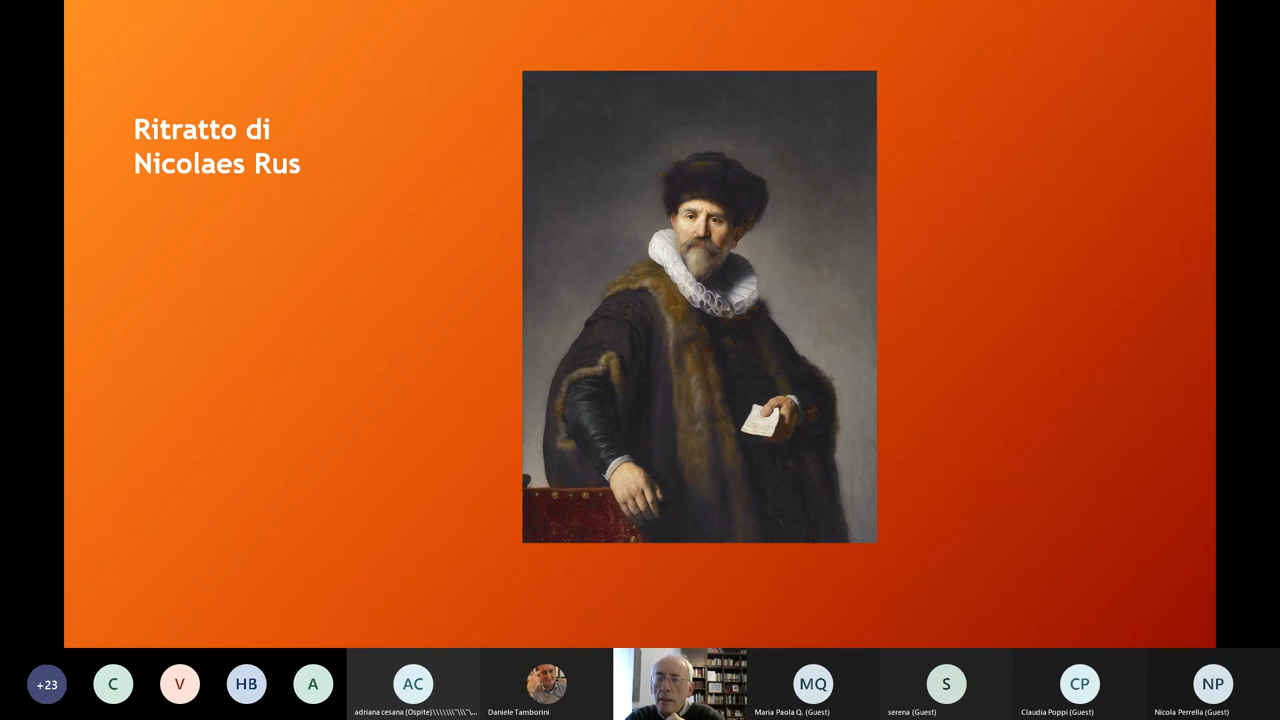 Ritratto di
Nicolaes Rus
+23
C
V
HB
A
AC
MQ
S
CP
NP
adriana cesana (Ospite)\\\\\\\"\\\"\,...
Daniele Tamborini
Maria Paola Q. (Guest)
serena (Guest)
Claudia Poppi (Guest)
Nicola Perrella (Guest)